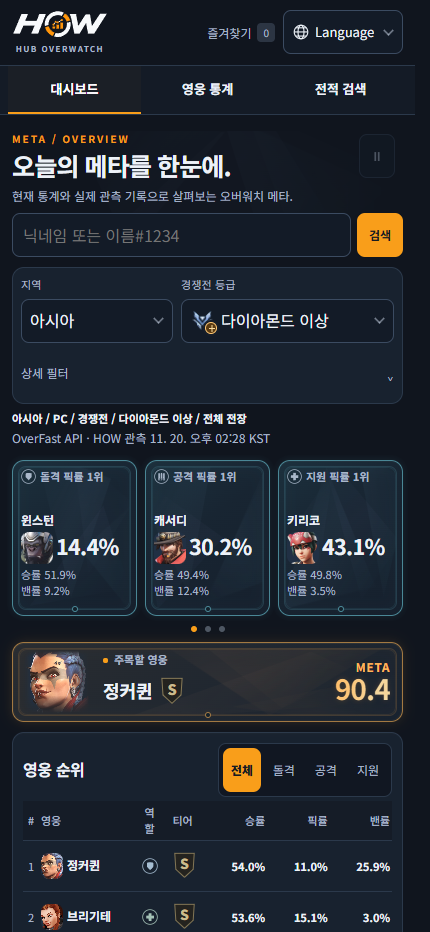 HOW
HUB OVERWATCH
즐겨찾기 0
Language
대시보드 영웅 통계 전적 검색
META / OVERVIEW
오늘의 메타를 한눈에.
현재 통계와 실제 관측 기록으로 살펴보는 오버워치 메타.
닉네임 또는 이름#1234 검색
지역 경쟁전 등급
아시아 다이아몬드 이상
상세 필터
아시아 / PC / 경쟁전 / 다이아몬드 이상 / 전체 전장
OverFast API · HOW 관측 11. 20. 오후 02:28 KST
돌격 픽률 1위
윈스턴
14.4%
승률 51.9%
밴률 9.2%
공격 픽률 1위
캐서디
30.2%
승률 49.4%
밴률 12.4%
지원 픽률 1위
키리코
43.1%
승률 49.8%
밴률 3.5%
주목할 영웅
정커퀸 S
META
90.4
영웅 순위
전체 돌격 공격 지원
# 영웅 역할 티어 승률 픽률 밴률
1 정커퀸 S 54.0% 11.0% 25.9%
2 브리기테 S 53.6% 15.1% 3.0%